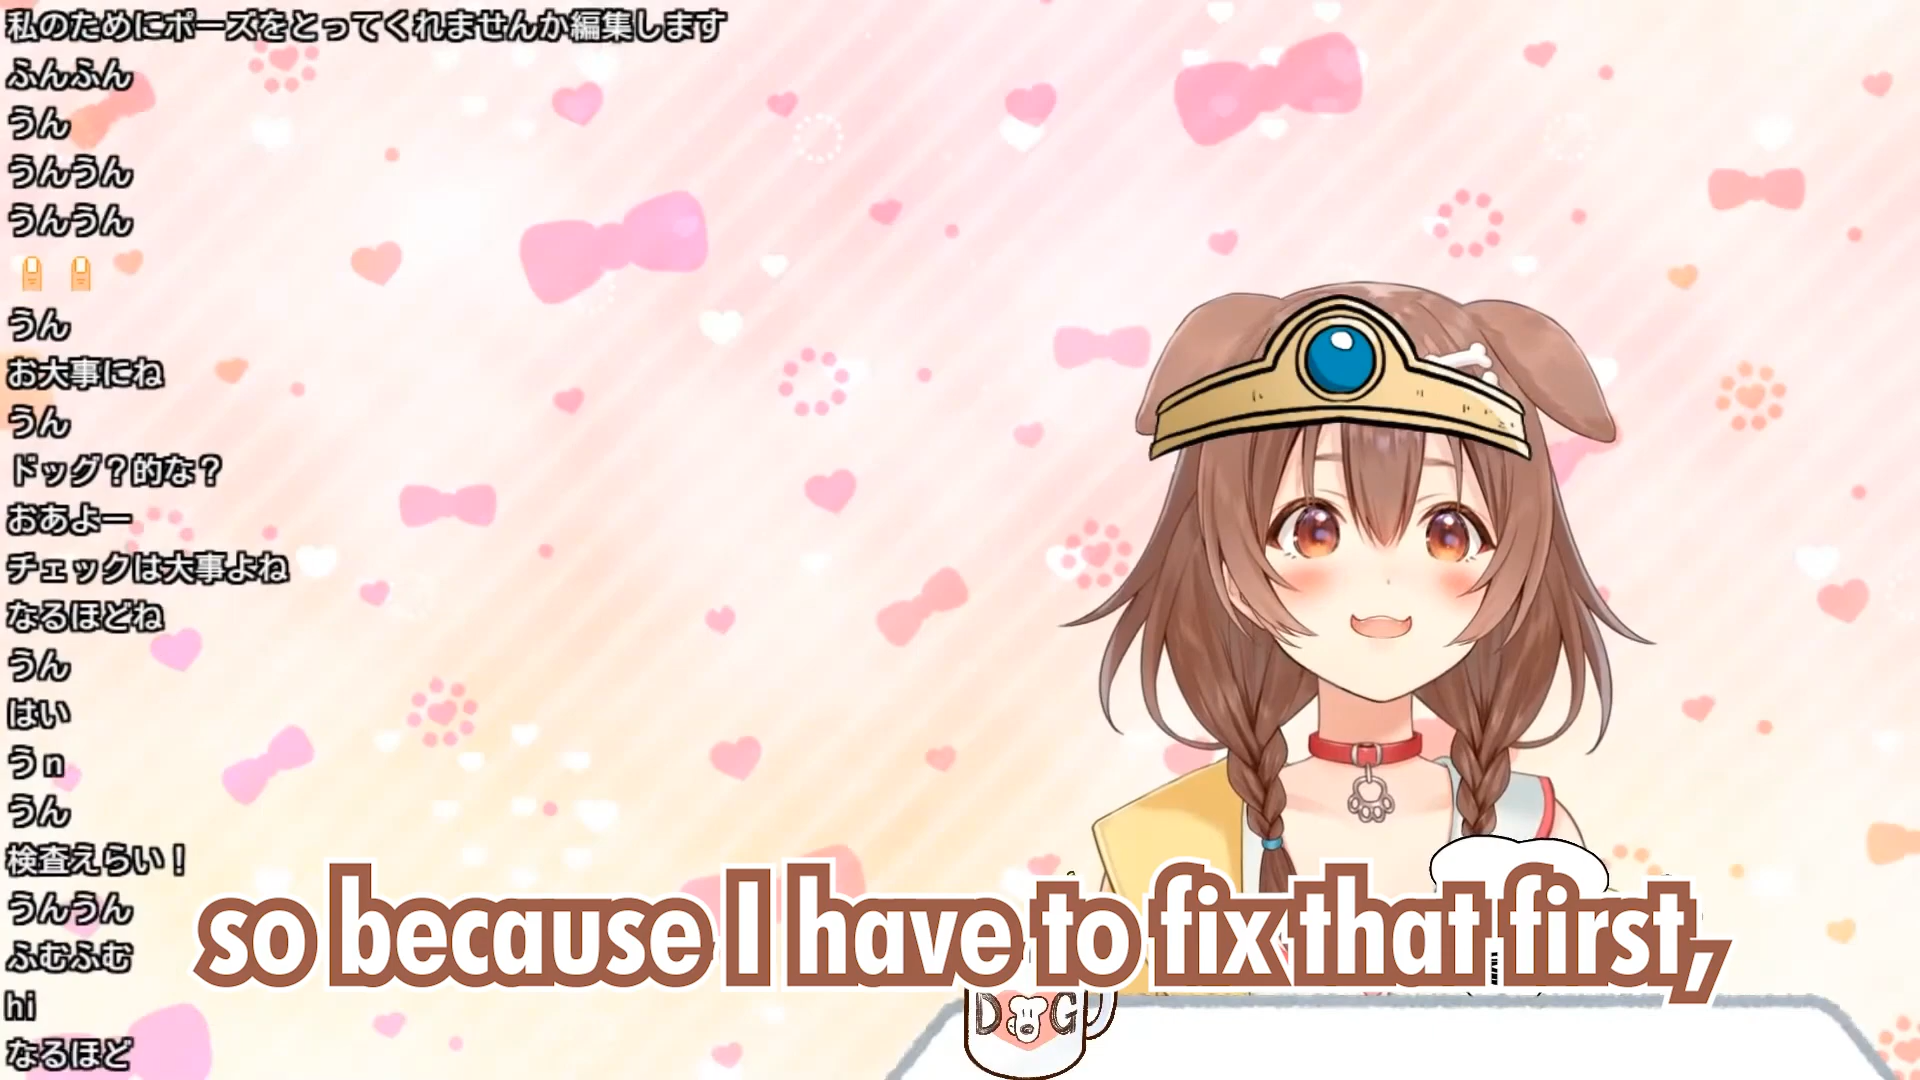 私のためにポーズをとってくれませんか編集します
ふんふん
うん
うんうん
うんうん
うん
お大事にね
うん
ドッグ？的な？
おあよー
チェックは大事よね
なるほどね
うん
はい
うn
うん
検査えらい！
うんうん
ふむふむ
hi
なるほど
so because I have to fix that first,
DOG